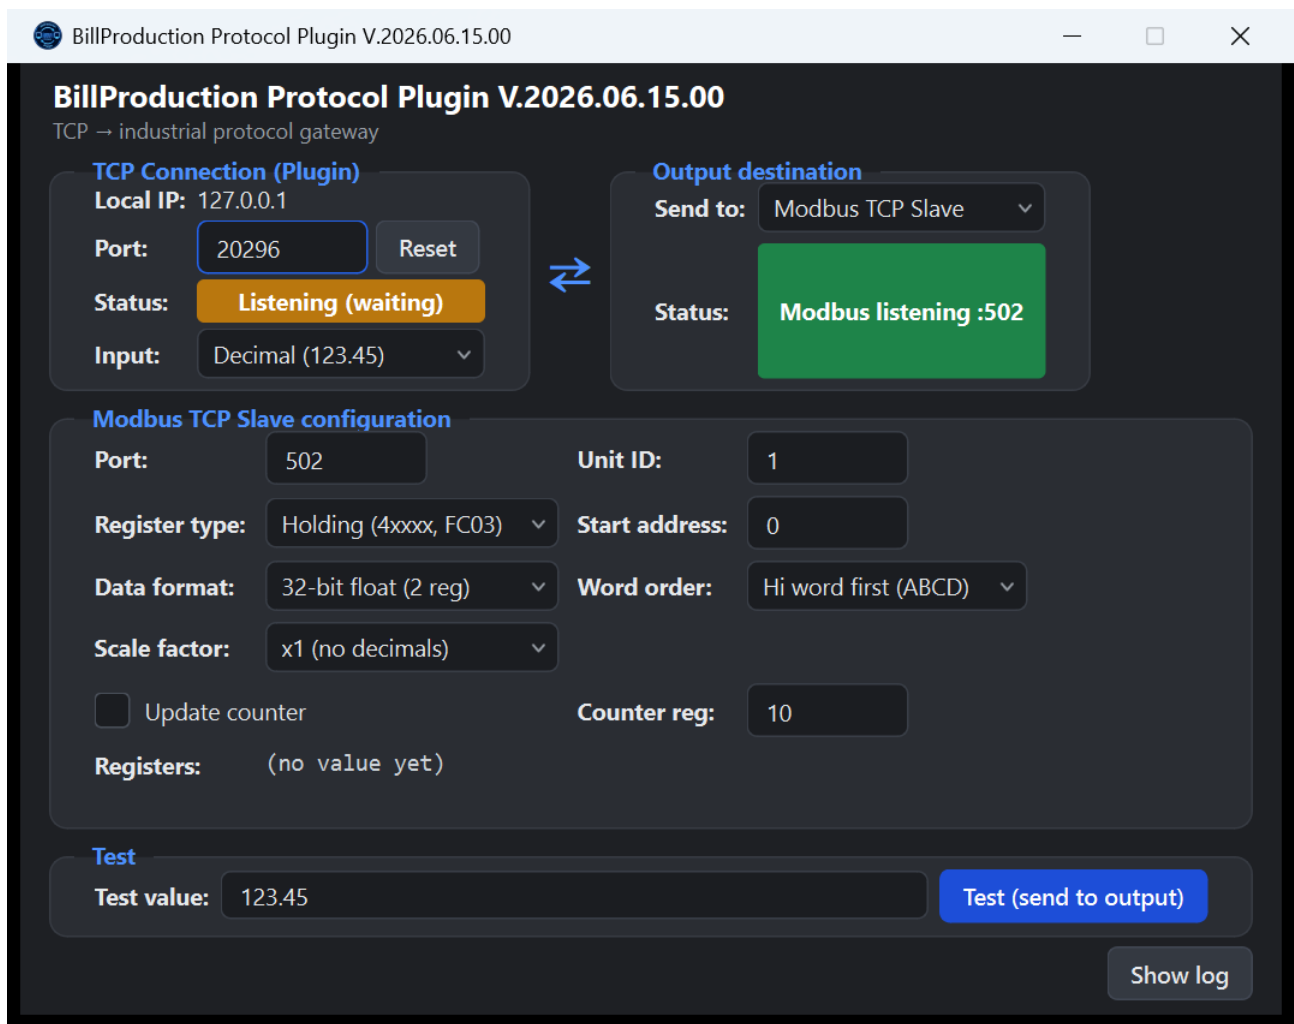 BillProduction Protocol Plugin V.2026.06.15.00
BillProduction Protocol Plugin V.2026.06.15.00
TCP → industrial protocol gateway
TCP Connection (Plugin)
Local IP: 127.0.0.1
Port: 20296 Reset
Status: Listening (waiting)
Input: Decimal (123.45)
Output destination
Send to: Modbus TCP Slave
Status: Modbus listening :502
Modbus TCP Slave configuration
Port: 502 Unit ID: 1
Register type: Holding (4xxxx, FC03) Start address: 0
Data format: 32-bit float (2 reg) Word order: Hi word first (ABCD)
Scale factor: x1 (no decimals)
Update counter Counter reg: 10
Registers: (no value yet)
Test
Test value: 123.45 Test (send to output)
Show log